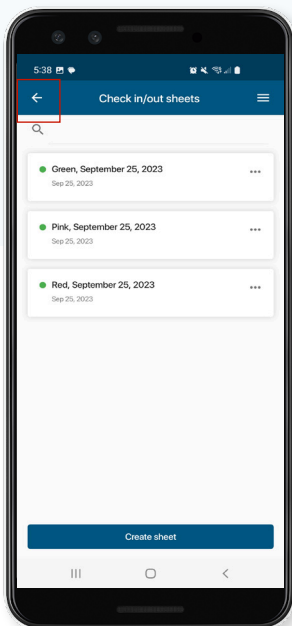 5:38
Check in/out sheets
Green, September 25, 2023
Sep 25, 2023
Pink, September 25, 2023
Sep 25, 2023
Red, September 25, 2023
Sep 25, 2023
Create sheet